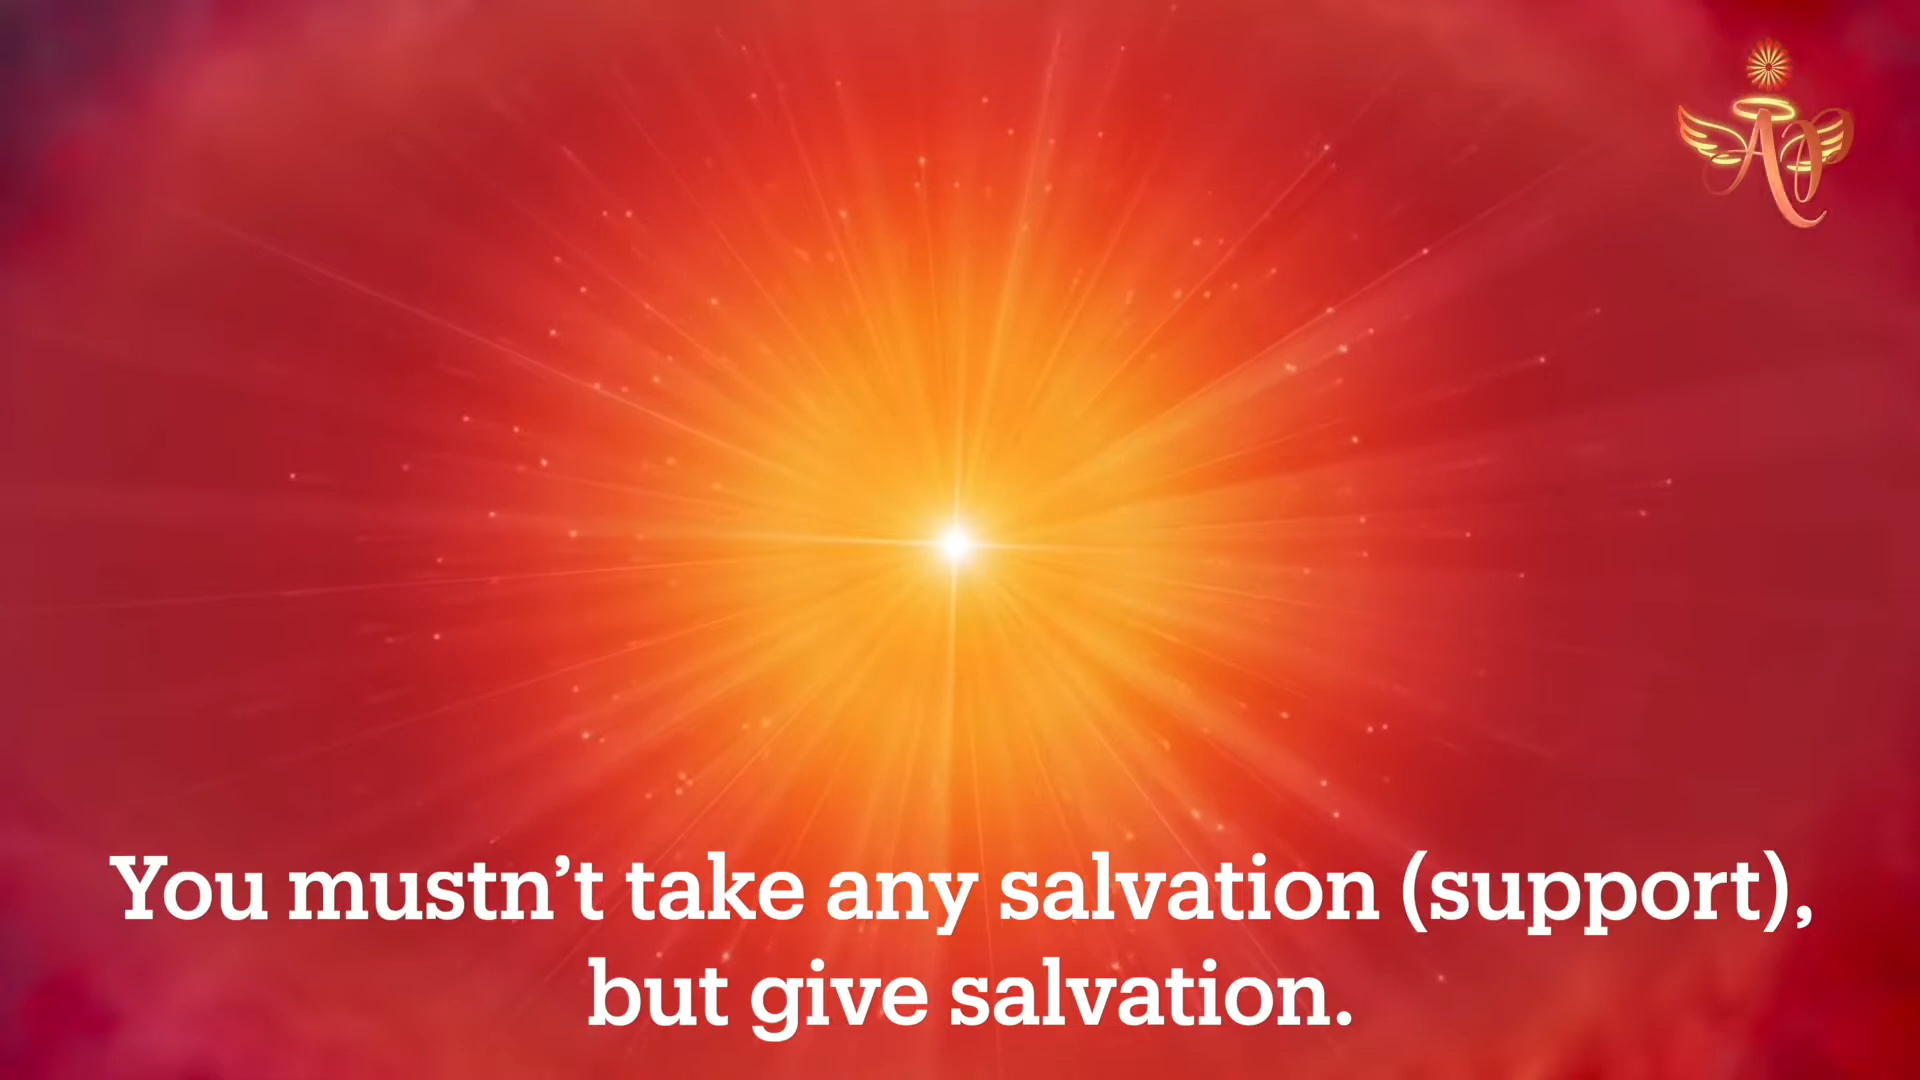 You mustn’t take any salvation (support),
but give salvation.